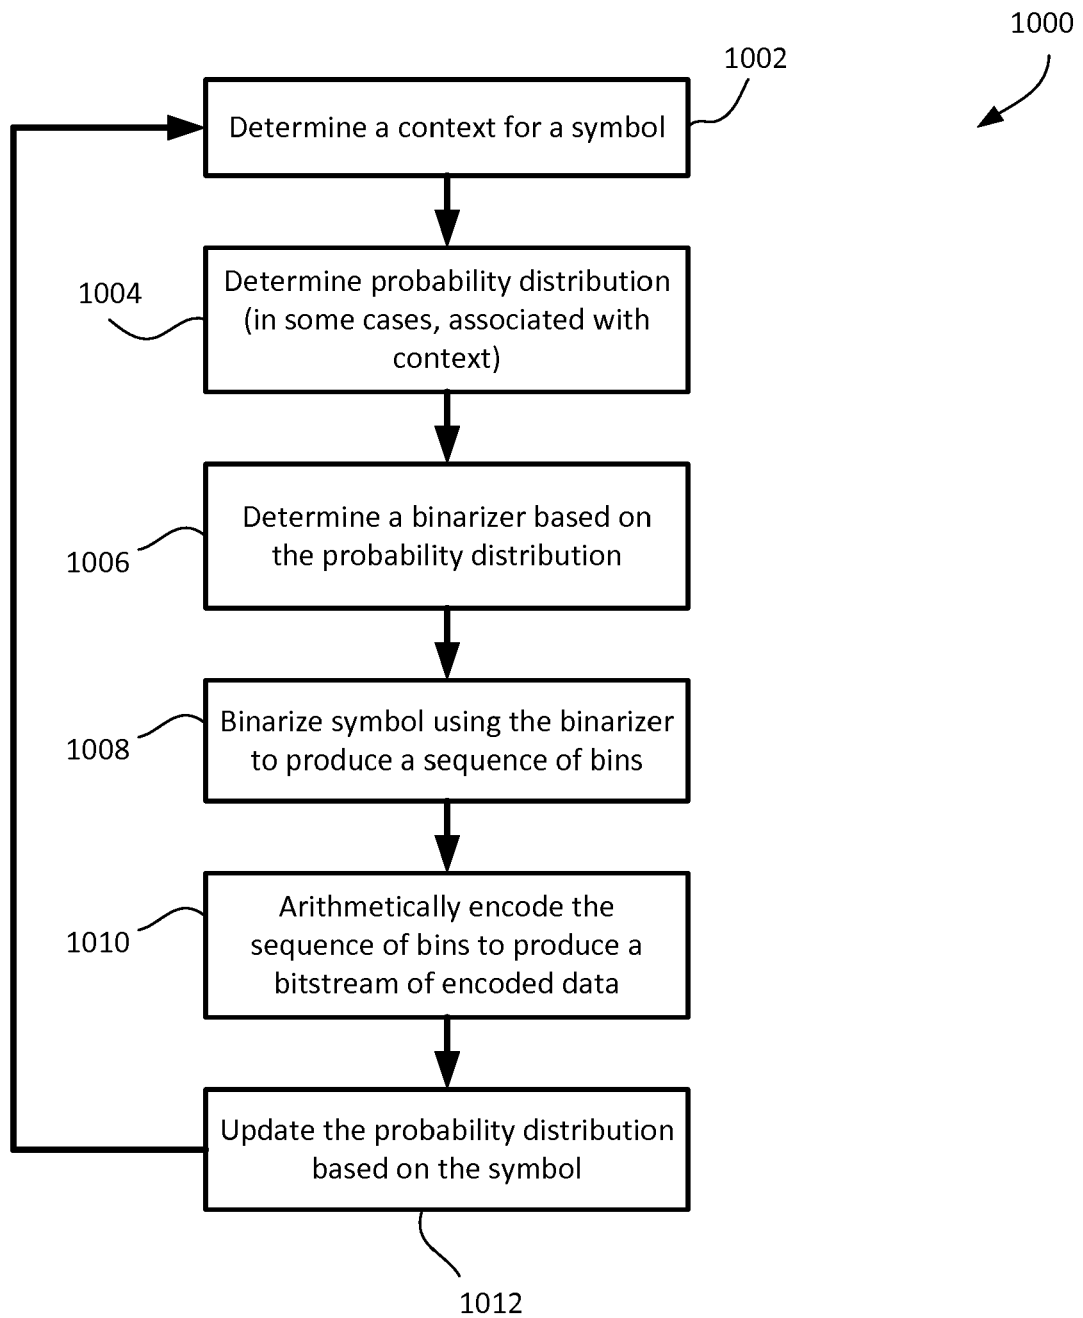 1000
1002
Determine a context for a symbol
1004
Determine probability distribution
(in some cases, associated with
context)
1006
Determine a binarizer based on
the probability distribution
1008
Binarize symbol using the binarizer
to produce a sequence of bins
1010
Arithmetically encode the
sequence of bins to produce a
bitstream of encoded data
Update the probability distribution
based on the symbol
1012